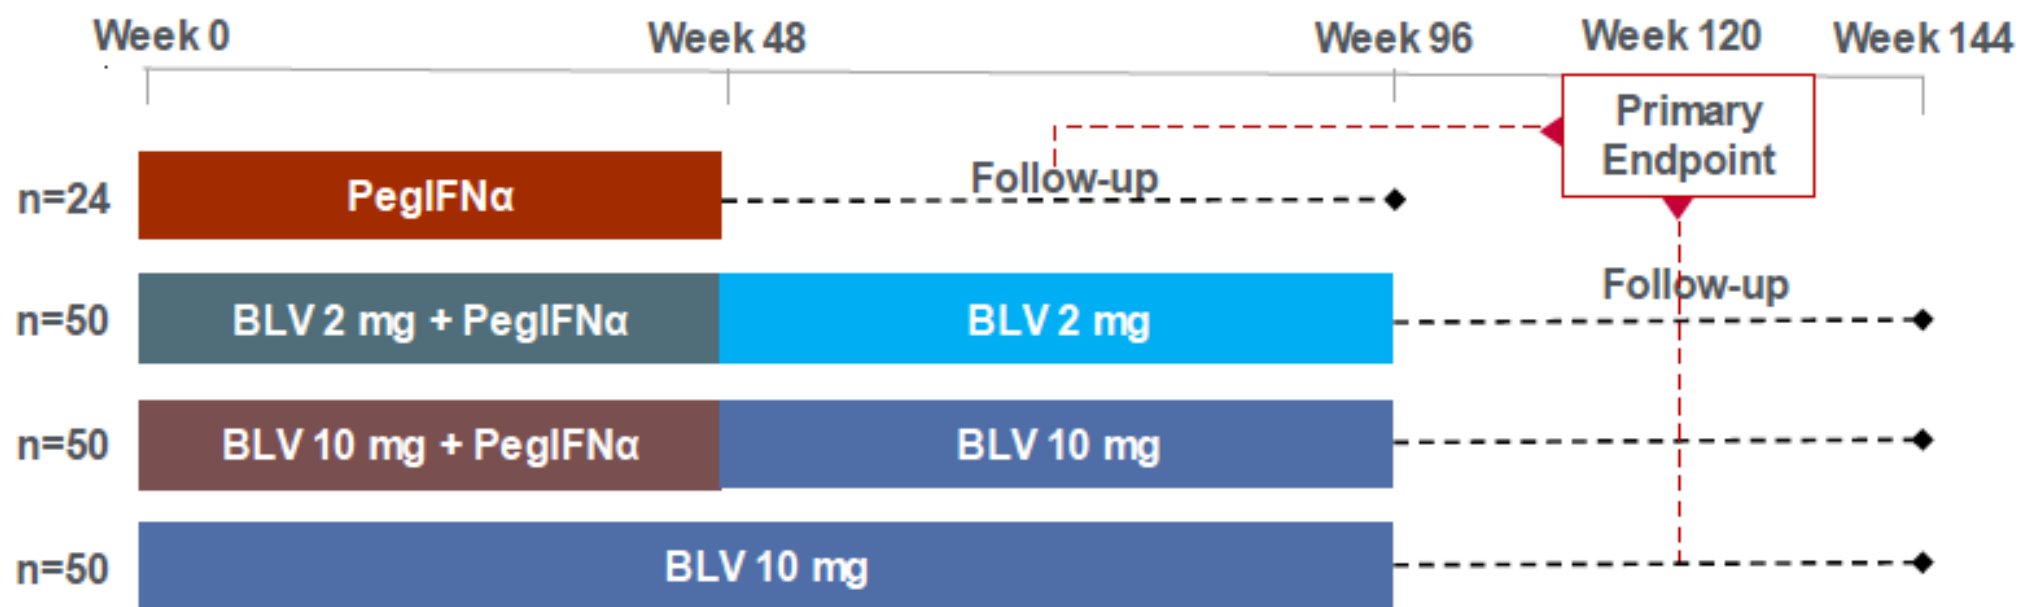 Week 0 Week 48 Week 96 Week 120 Week 144
Primary
Endpoint
n=24 PegIFNα Follow-up
Follow-up
n=50 BLV 2 mg + PegIFNα BLV 2 mg
n=50 BLV 10 mg + PegIFNα BLV 10 mg
n=50 BLV 10 mg